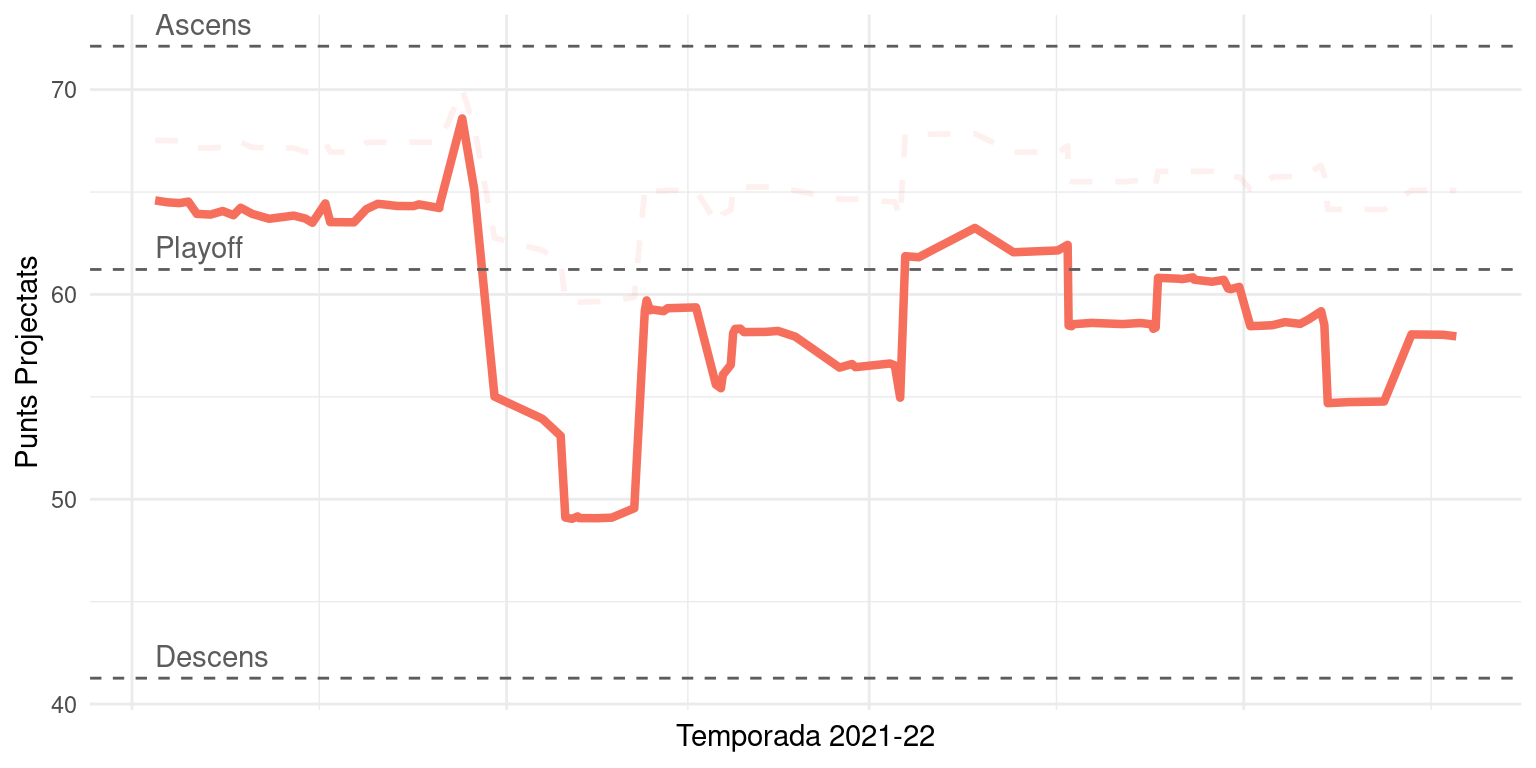 Ascens
70
Playoff
60
Punts Projectats
50
Descens
40
Temporada 2021-22